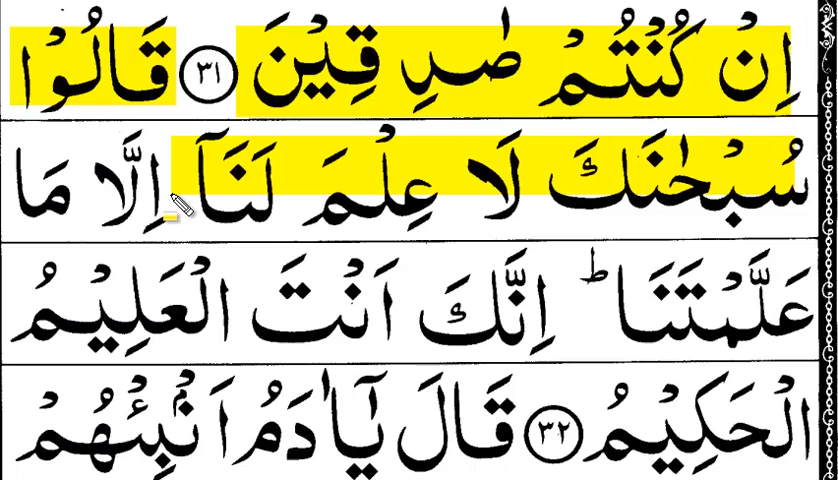 اِنْ كُنْتُمْ صٰدِقِيْنَ ۝٣١ قَالُوْا
سُبْحٰنَكَ لَا عِلْمَ لَنَآ اِلَّا مَا
عَلَّمْتَنَا ؕ اِنَّكَ اَنْتَ الْعَلِيْمُ
الْحَكِيْمُ ۝٣٢ قَالَ يٰٓاٰدَمُ اَنْۢبِئْهُمْ